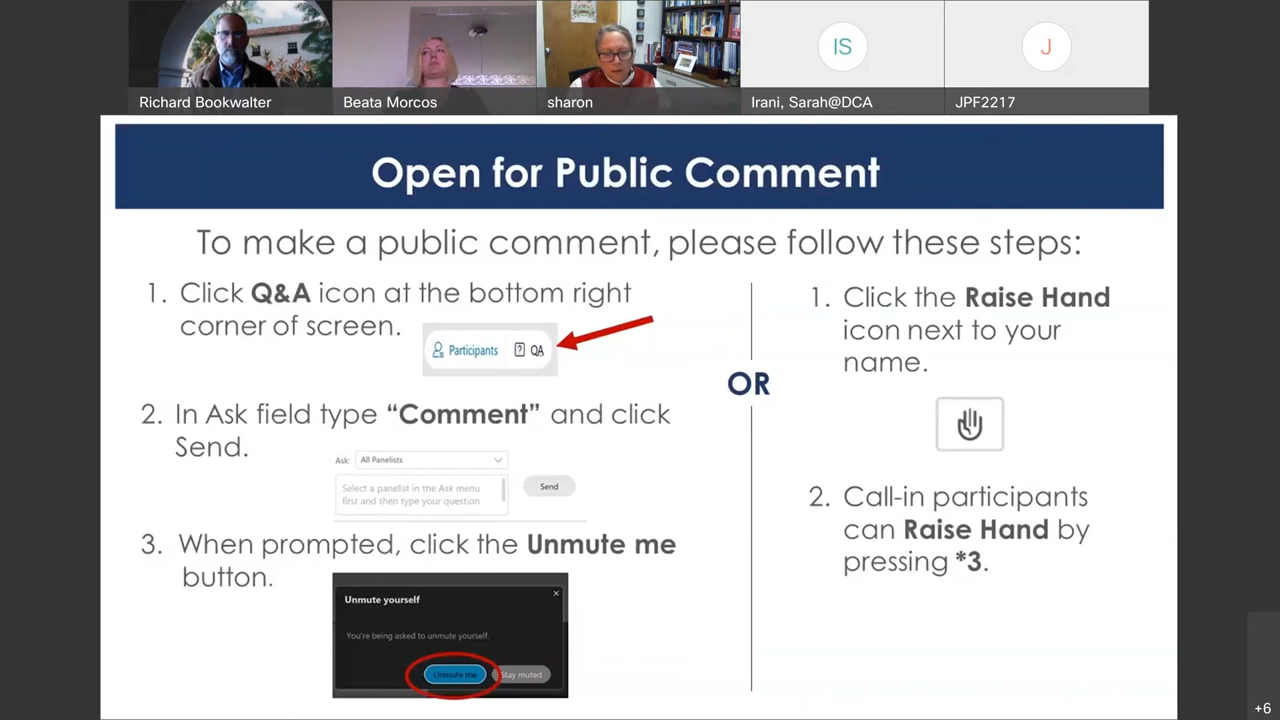 Richard Bookwalter
Beata Morcos
sharon
IS
Irani, Sarah@DCA
J
JPF2217
Open for Public Comment
To make a public comment, please follow these steps:
1. Click Q&A icon at the bottom right
corner of screen.
Participants
? QA
2. In Ask field type “Comment” and click
Send.
Ask: All Panelists
Select a panelist in the Ask menu
first and then type your question
Send
3. When prompted, click the Unmute me
button.
Unmute yourself
You're being asked to unmute yourself.
Unmute me
Stay muted
OR
1. Click the Raise Hand
icon next to your
name.
2. Call-in participants
can Raise Hand by
pressing *3.
+6